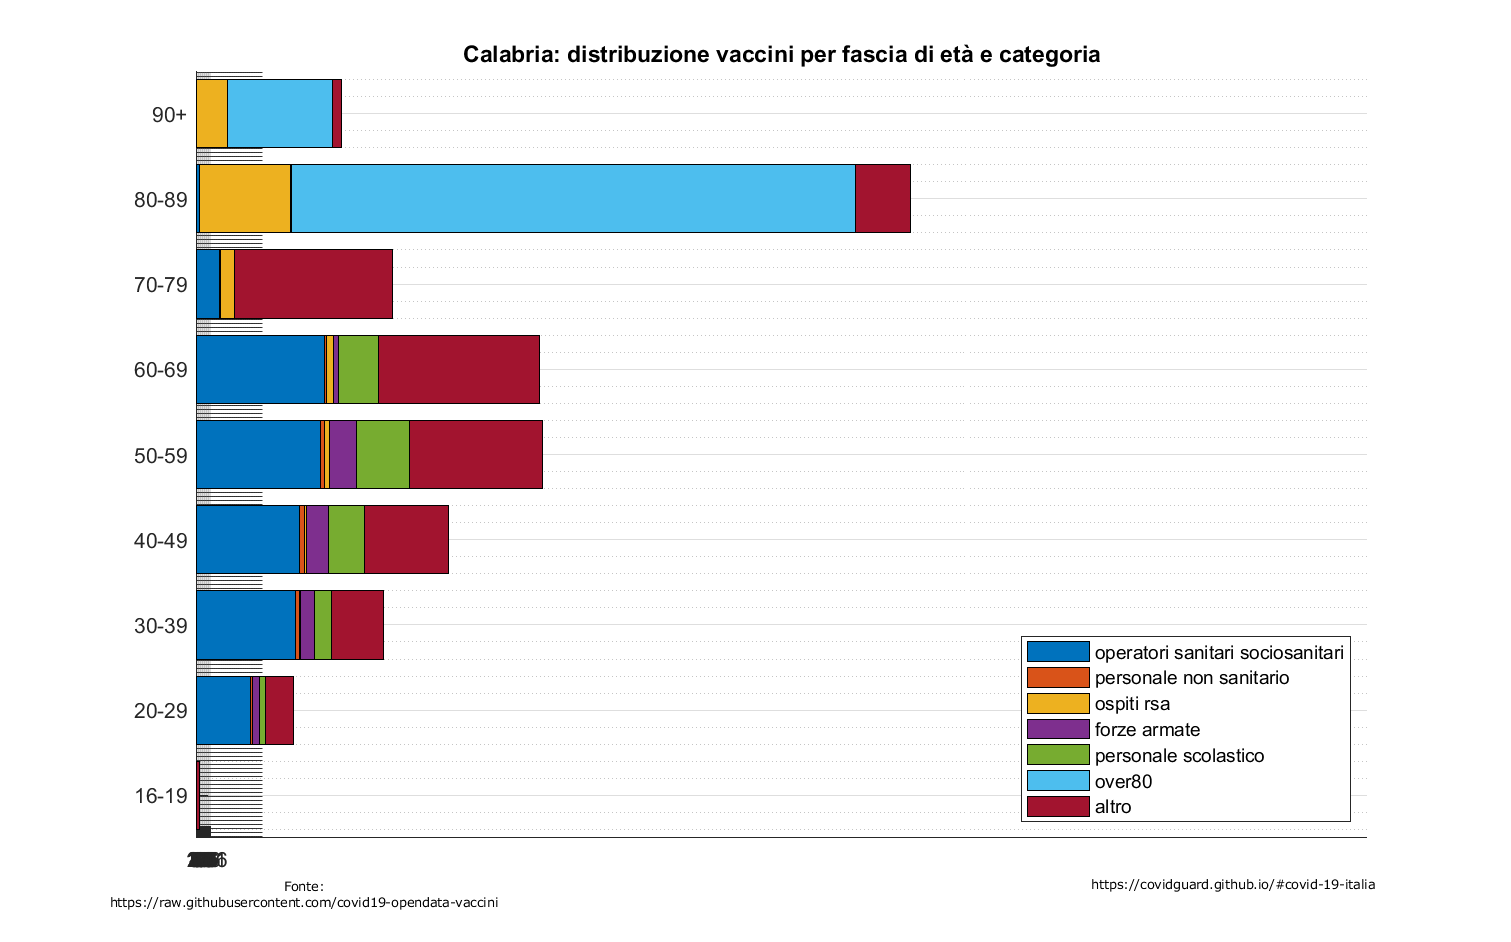 Calabria: distribuzione vaccini per fascia di età e categoria
90+
80-89
70-79
60-69
50-59
40-49
30-39
20-29
16-19
operatori sanitari sociosanitari
personale non sanitario
ospiti rsa
forze armate
personale scolastico
over80
altro
Fonte:
https://raw.githubusercontent.com/covid19-opendata-vaccini
https://covidguard.github.io/#covid-19-italia